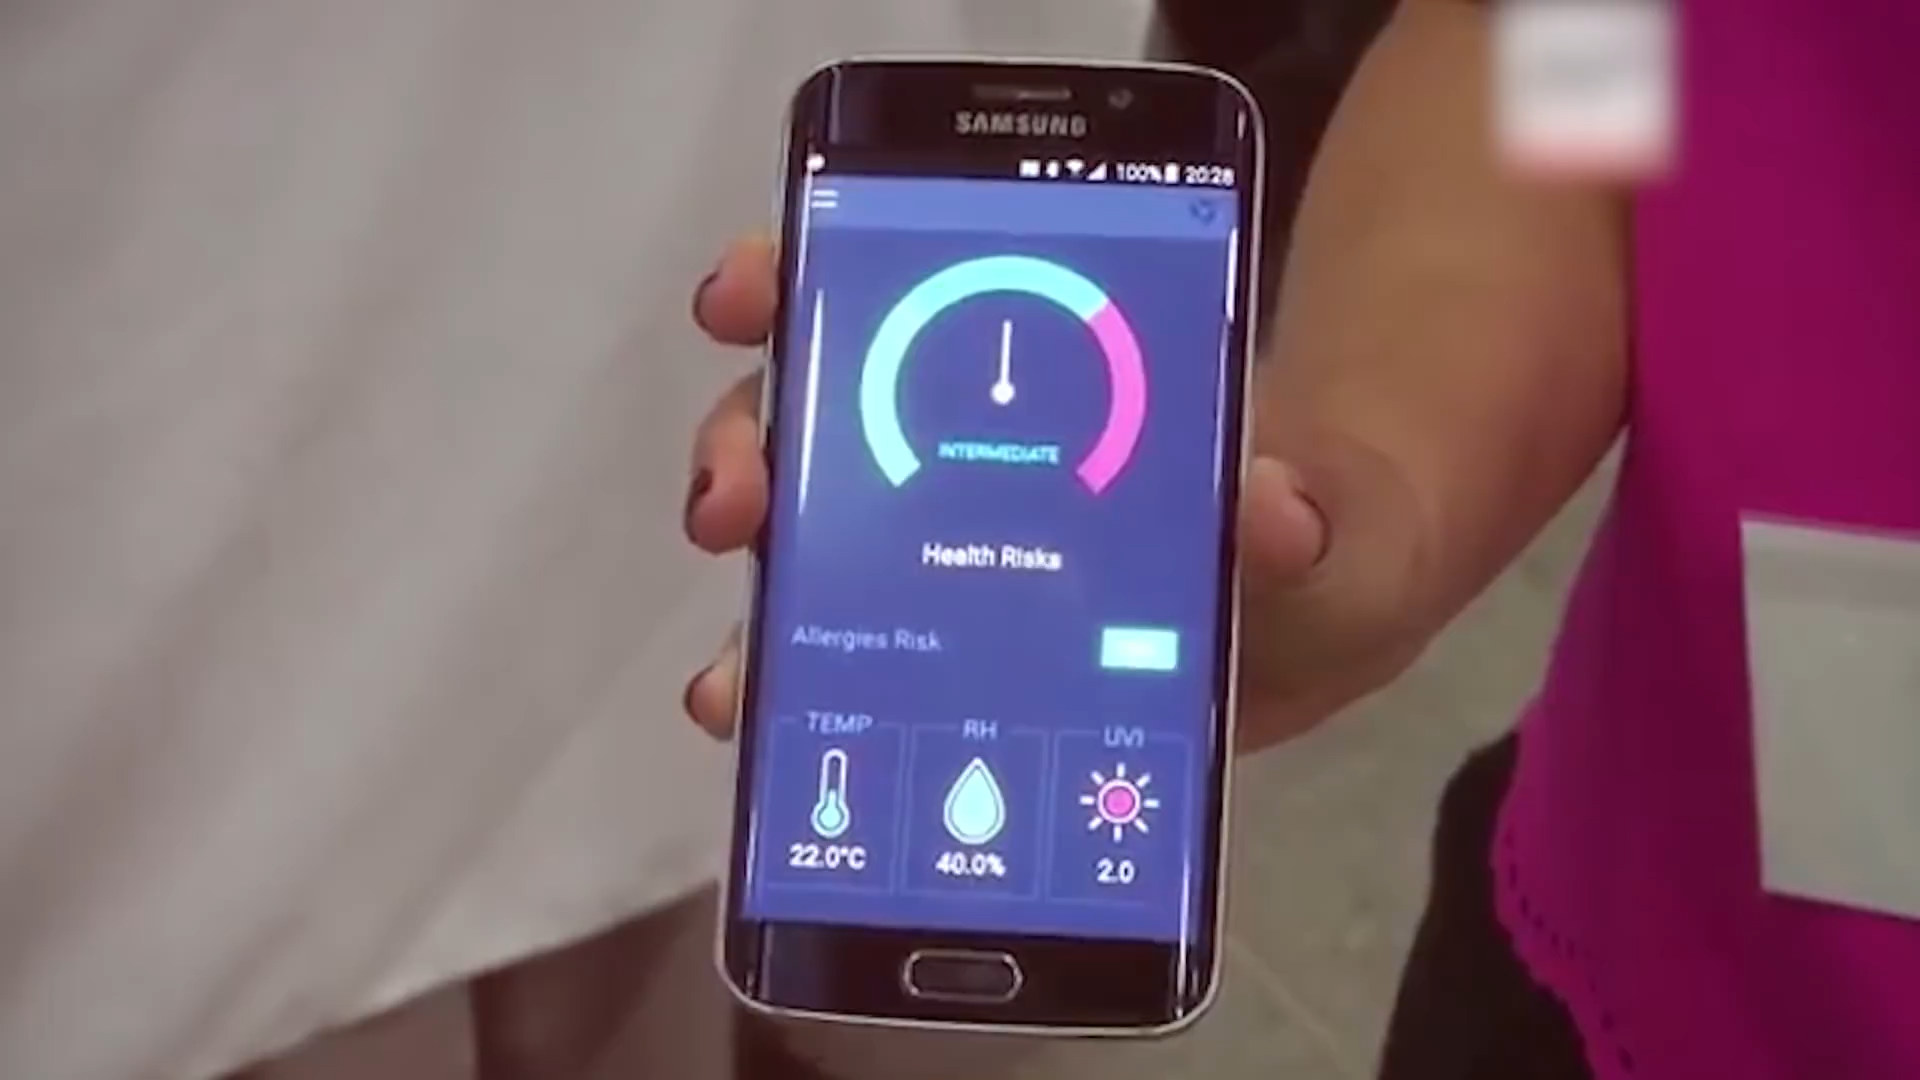 SAMSUNG
100% 20:28
INTERMEDIATE
Health Risks
Allergies Risk
TEMP RH UVI
22.0°C 40.0% 2.0